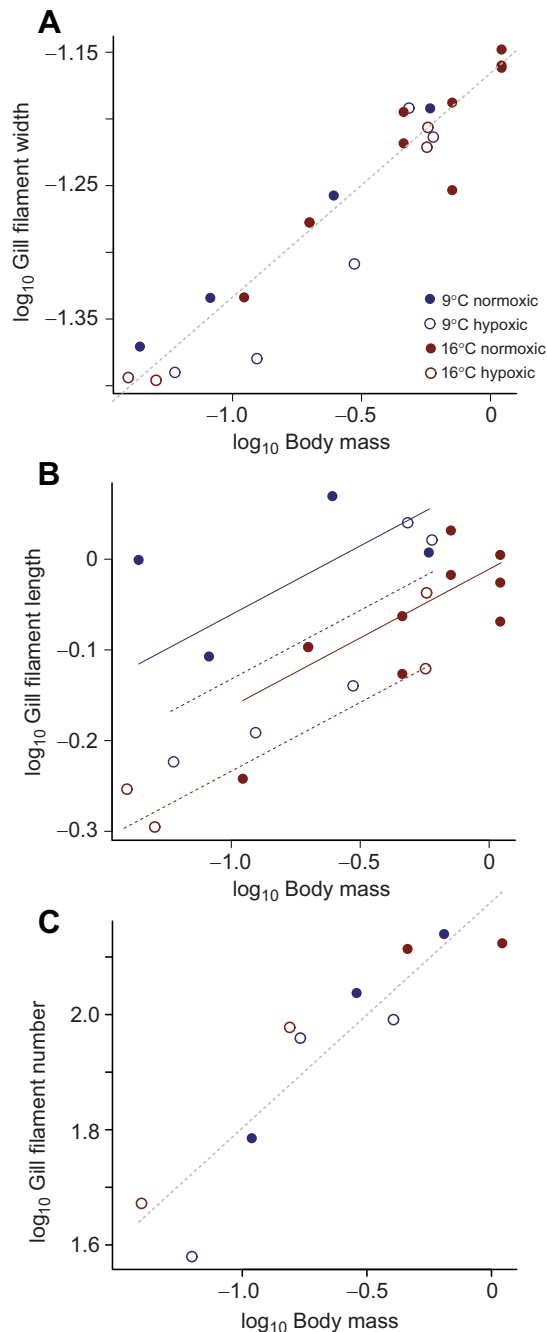 A
−1.15
−1.25
−1.35
log10 Gill filament width
9°C normoxic
9°C hypoxic
16°C normoxic
16°C hypoxic
−1.0
−0.5
0
log10 Body mass
B
0
−0.1
−0.2
−0.3
log10 Gill filament length
−1.0
−0.5
0
log10 Body mass
C
2.0
1.8
1.6
log10 Gill filament number
−1.0
−0.5
0
log10 Body mass